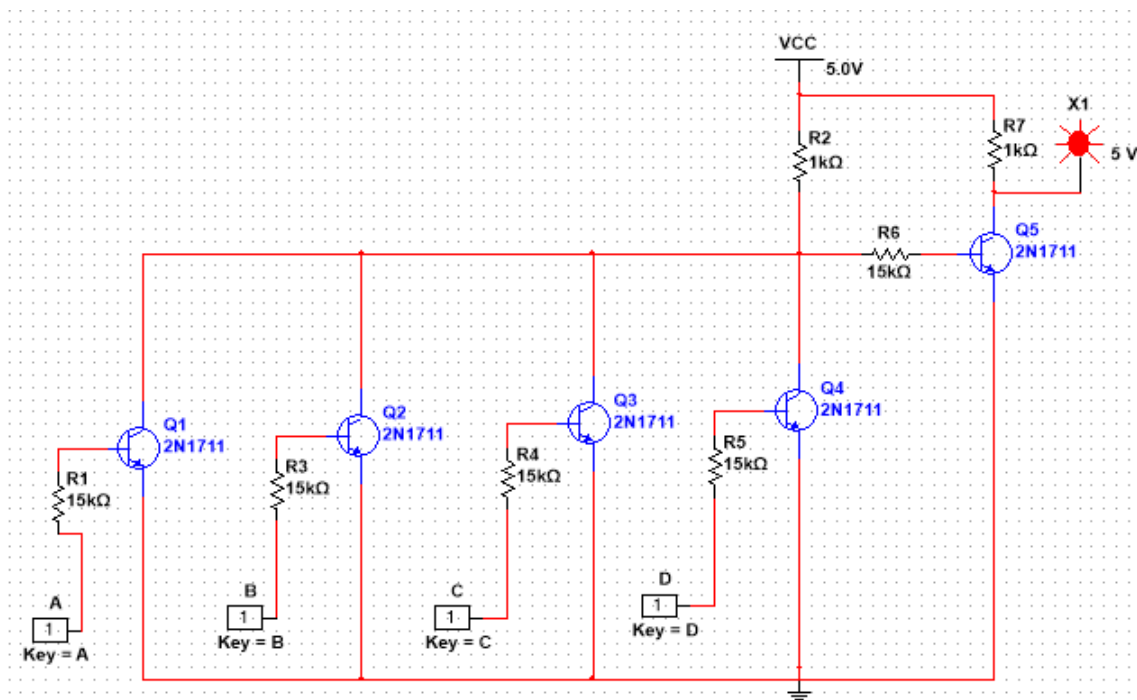 VCC
5.0V
X1
R2
1kΩ
R7
1kΩ
5 V
R6
15kΩ
Q5
2N1711
Q1
2N1711
Q2
2N1711
Q3
2N1711
Q4
2N1711
R1
15kΩ
R3
15kΩ
R4
15kΩ
R5
15kΩ
A
1
Key = A
B
1
Key = B
C
1
Key = C
D
1
Key = D